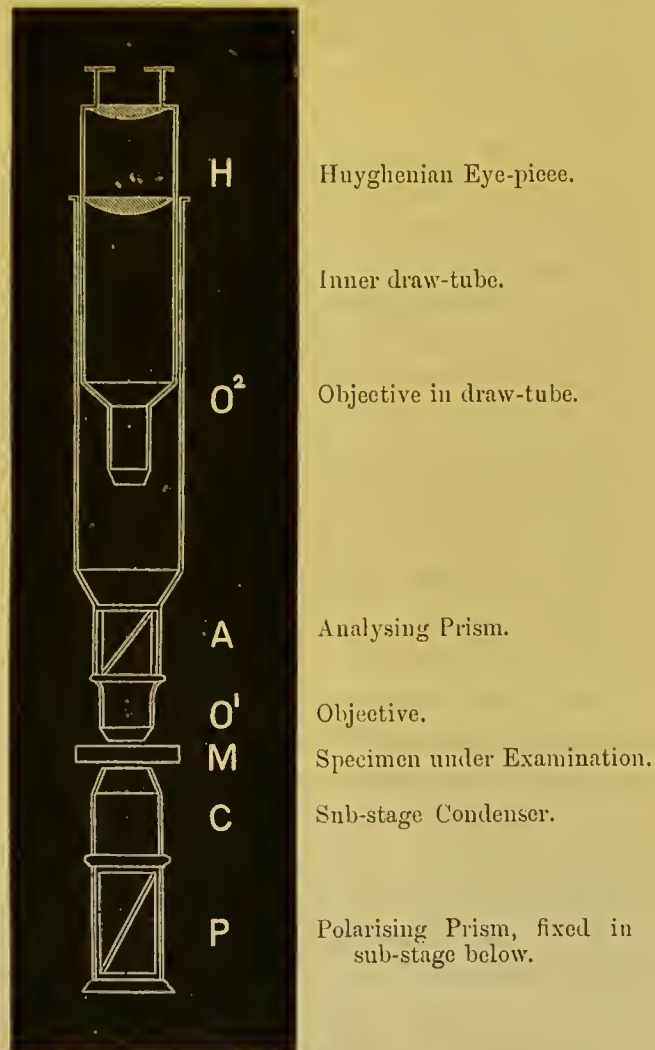 H Huyghenian Eye-piece.
Inner draw-tube.
O² Objective in draw-tube.
A Analysing Prism.
O¹ Objective.
M Specimen under Examination.
C Sub-stage Condenser.
P Polarising Prism, fixed in
sub-stage below.